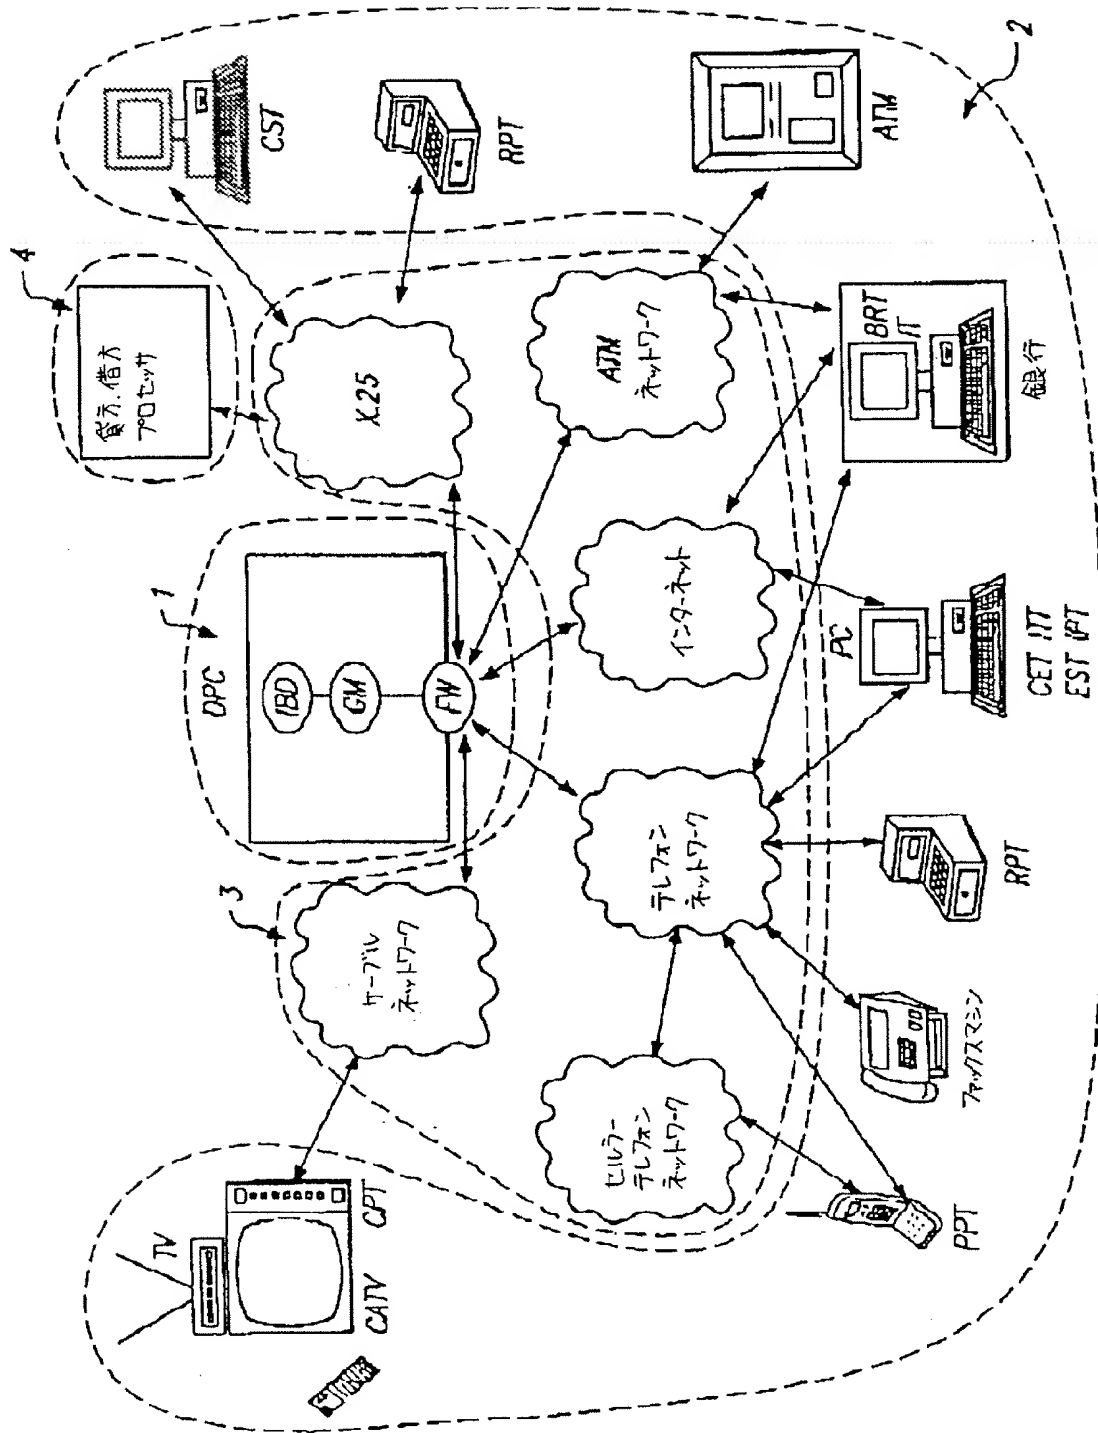 TV
CATV CPT
3
ケーブル
ネットワーク
1
DPC
IBD
GM
FW
4
貸方、借方
プロセッサ
X.25
CST
RPT
セルラー
テレフォン
ネットワーク
テレフォン
ネットワーク
インターネット
ATM
ネットワーク
ATM
2
PPT
ファックスマシン
RPT
PC
CET ITT
EST IPT
BRT
IT
銀行